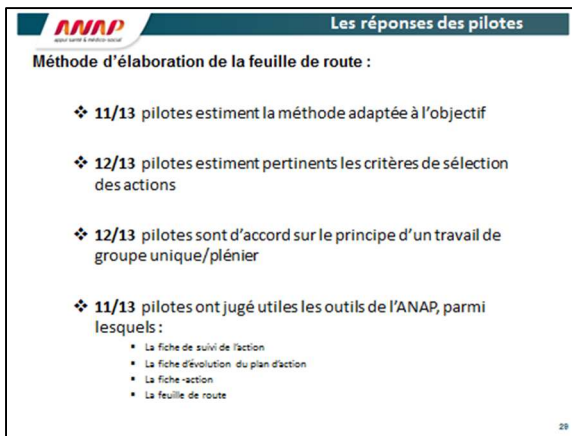 ANAP
appui santé & médico-social
Les réponses des pilotes
Méthode d'élaboration de la feuille de route :
❖ 11/13 pilotes estiment la méthode adaptée à l'objectif
❖ 12/13 pilotes estiment pertinents les critères de sélection
des actions
❖ 12/13 pilotes sont d'accord sur le principe d'un travail de
groupe unique/plénier
❖ 11/13 pilotes ont jugé utiles les outils de l'ANAP, parmi
lesquels :
▪ La fiche de suivi de l'action
▪ La fiche d'évolution du plan d'action
▪ La fiche -action
▪ La feuille de route
29